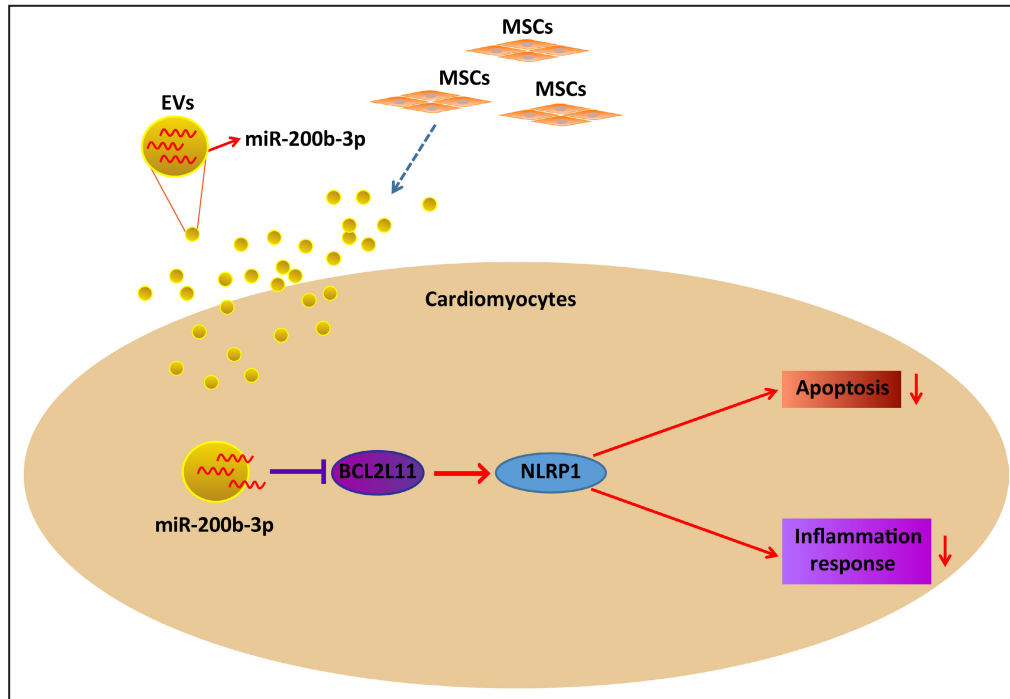 MSCs
MSCs
MSCs
EVs
miR-200b-3p
Cardiomyocytes
Apoptosis
BCL2L11
NLRP1
miR-200b-3p
Inflammation
response